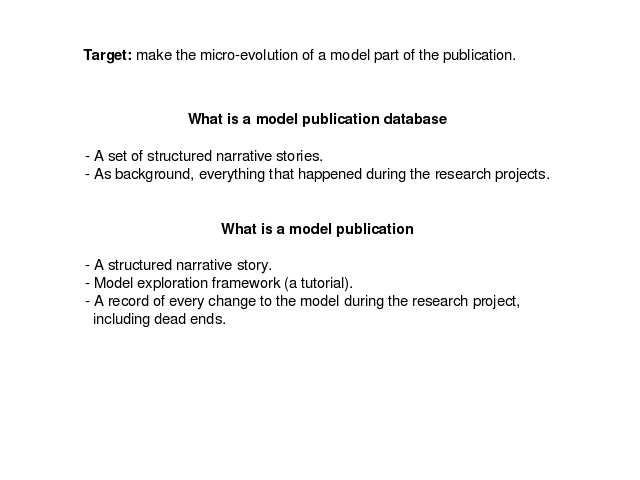 Target: make the micro-evolution of a model part of the publication.
What is a model publication database
- A set of structured narrative stories.
- As background, everything that happened during the research projects.
What is a model publication
- A structured narrative story.
- Model exploration framework (a tutorial).
- A record of every change to the model during the research project,
including dead ends.